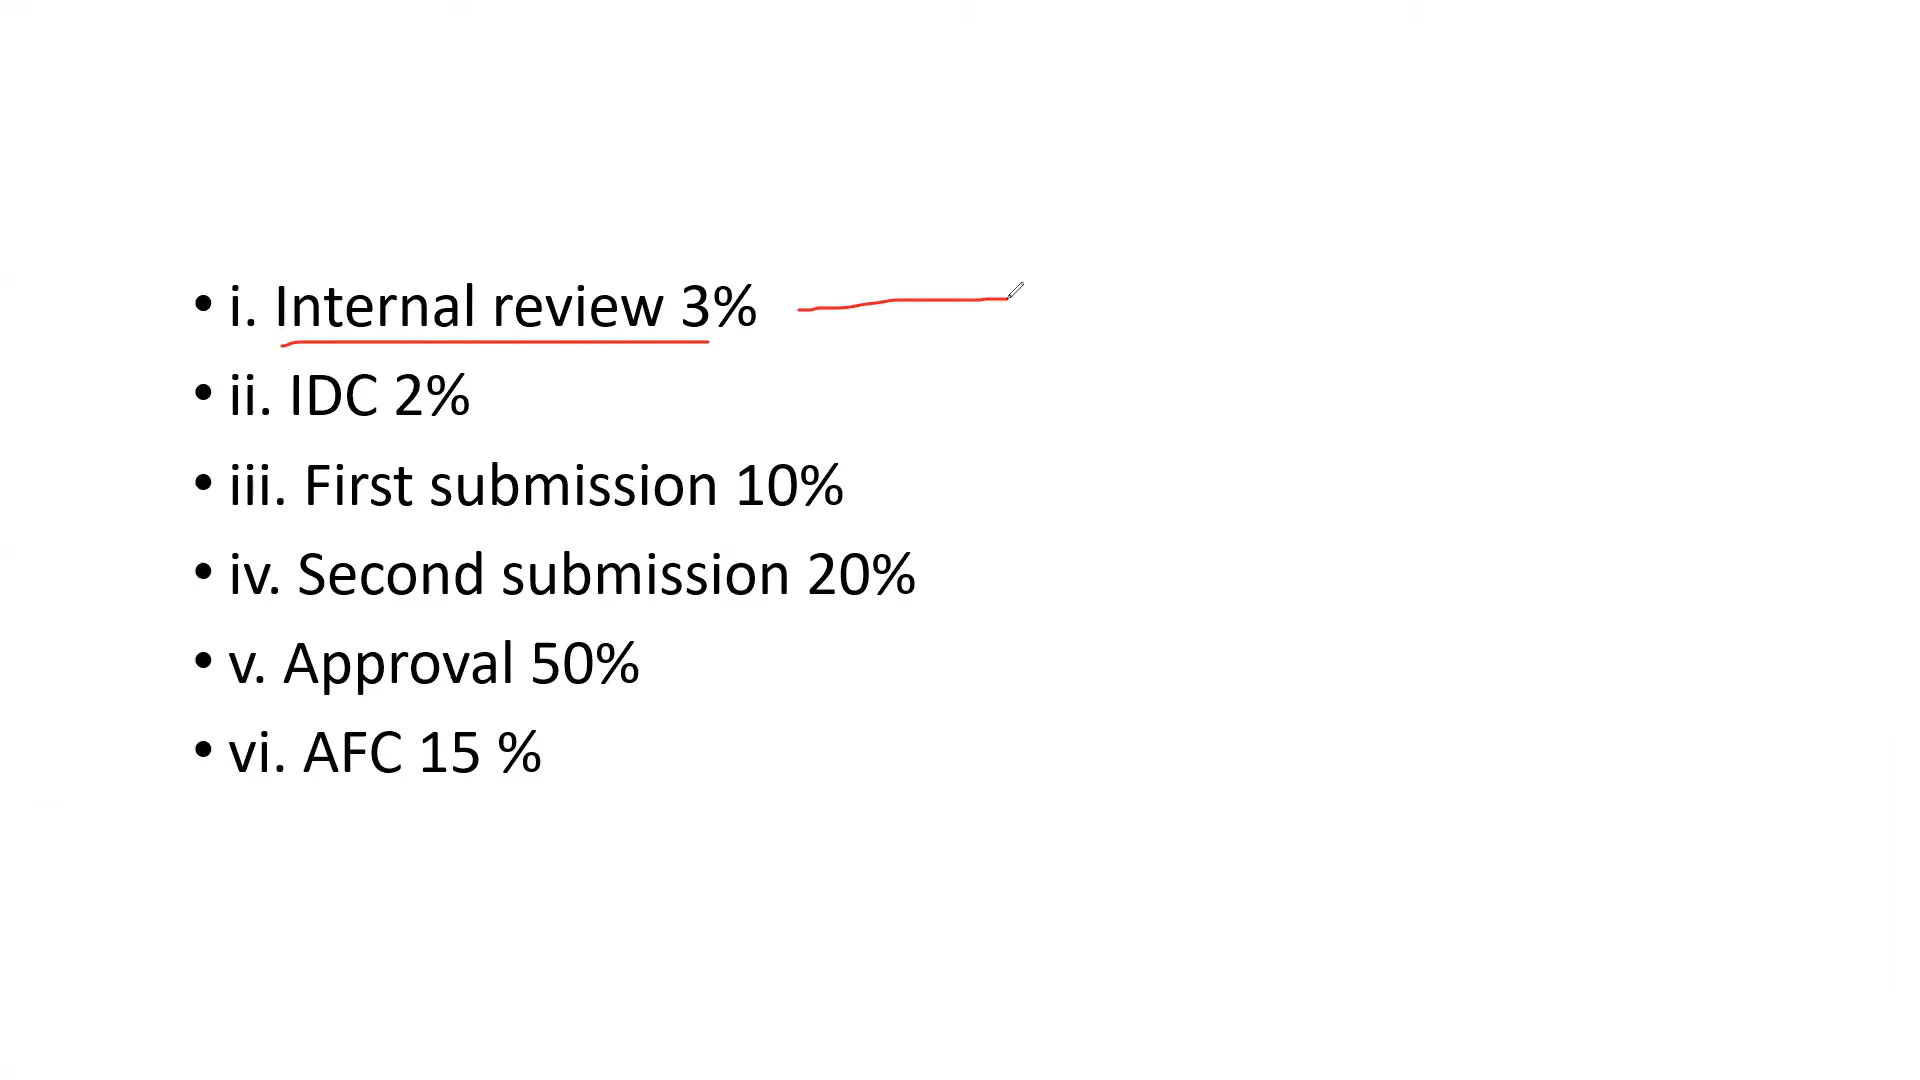 • i. Internal review 3%
• ii. IDC 2%
• iii. First submission 10%
• iv. Second submission 20%
• v. Approval 50%
• vi. AFC 15 %